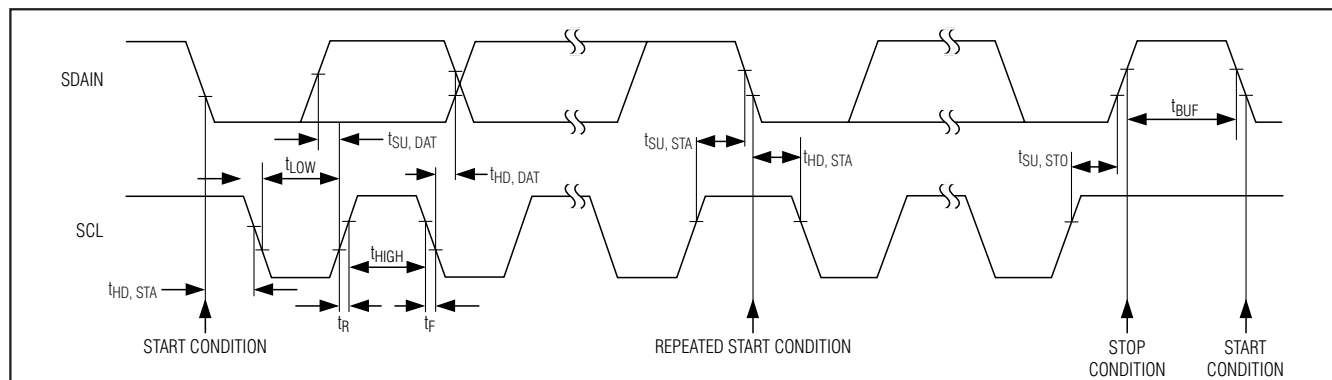 SDAIN
tSU, DAT
tLOW
tHD, DAT
tSU, STA
tHD, STA
tBUF
tSU, STO
SCL
tHIGH
tHD, STA
tR
tF
START CONDITION
REPEATED START CONDITION
STOP
CONDITION
START
CONDITION